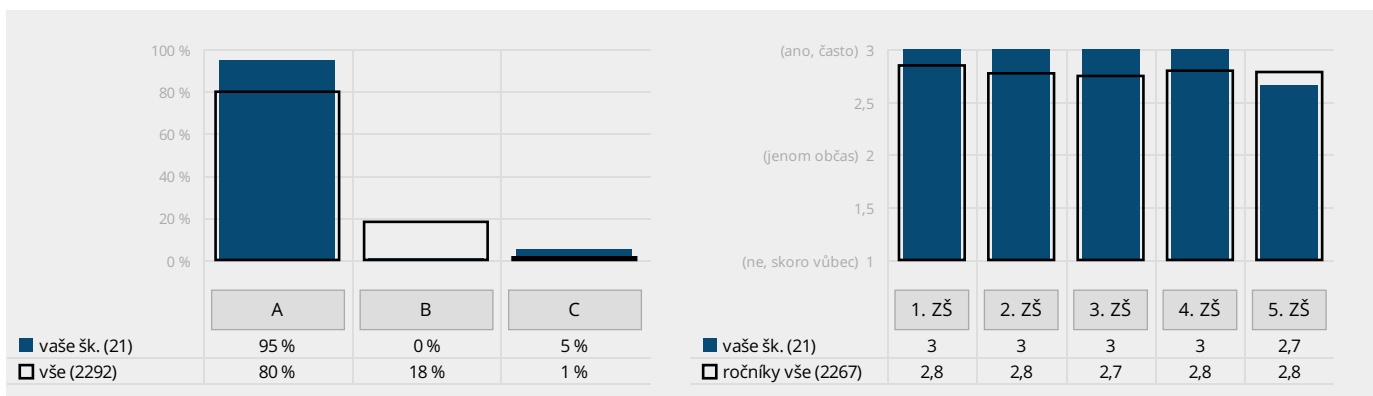 100 %
80 %
60 %
40 %
20 %
0 %
A B C
vaše šk. (21) 95 % 0 % 5 %
vše (2292) 80 % 18 % 1 %
(ano, často) 3
2,5
(jenom občas) 2
1,5
(ne, skoro vůbec) 1
1. ZŠ 2. ZŠ 3. ZŠ 4. ZŠ 5. ZŠ
vaše šk. (21) 3 3 3 3 2,7
ročníky vše (2267) 2,8 2,8 2,7 2,8 2,8